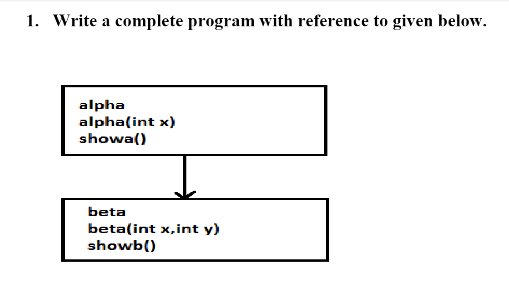 1. Write a complete program with reference to given below.
alpha
alpha(int x)
showa()
beta
beta(int x,int y)
showb()